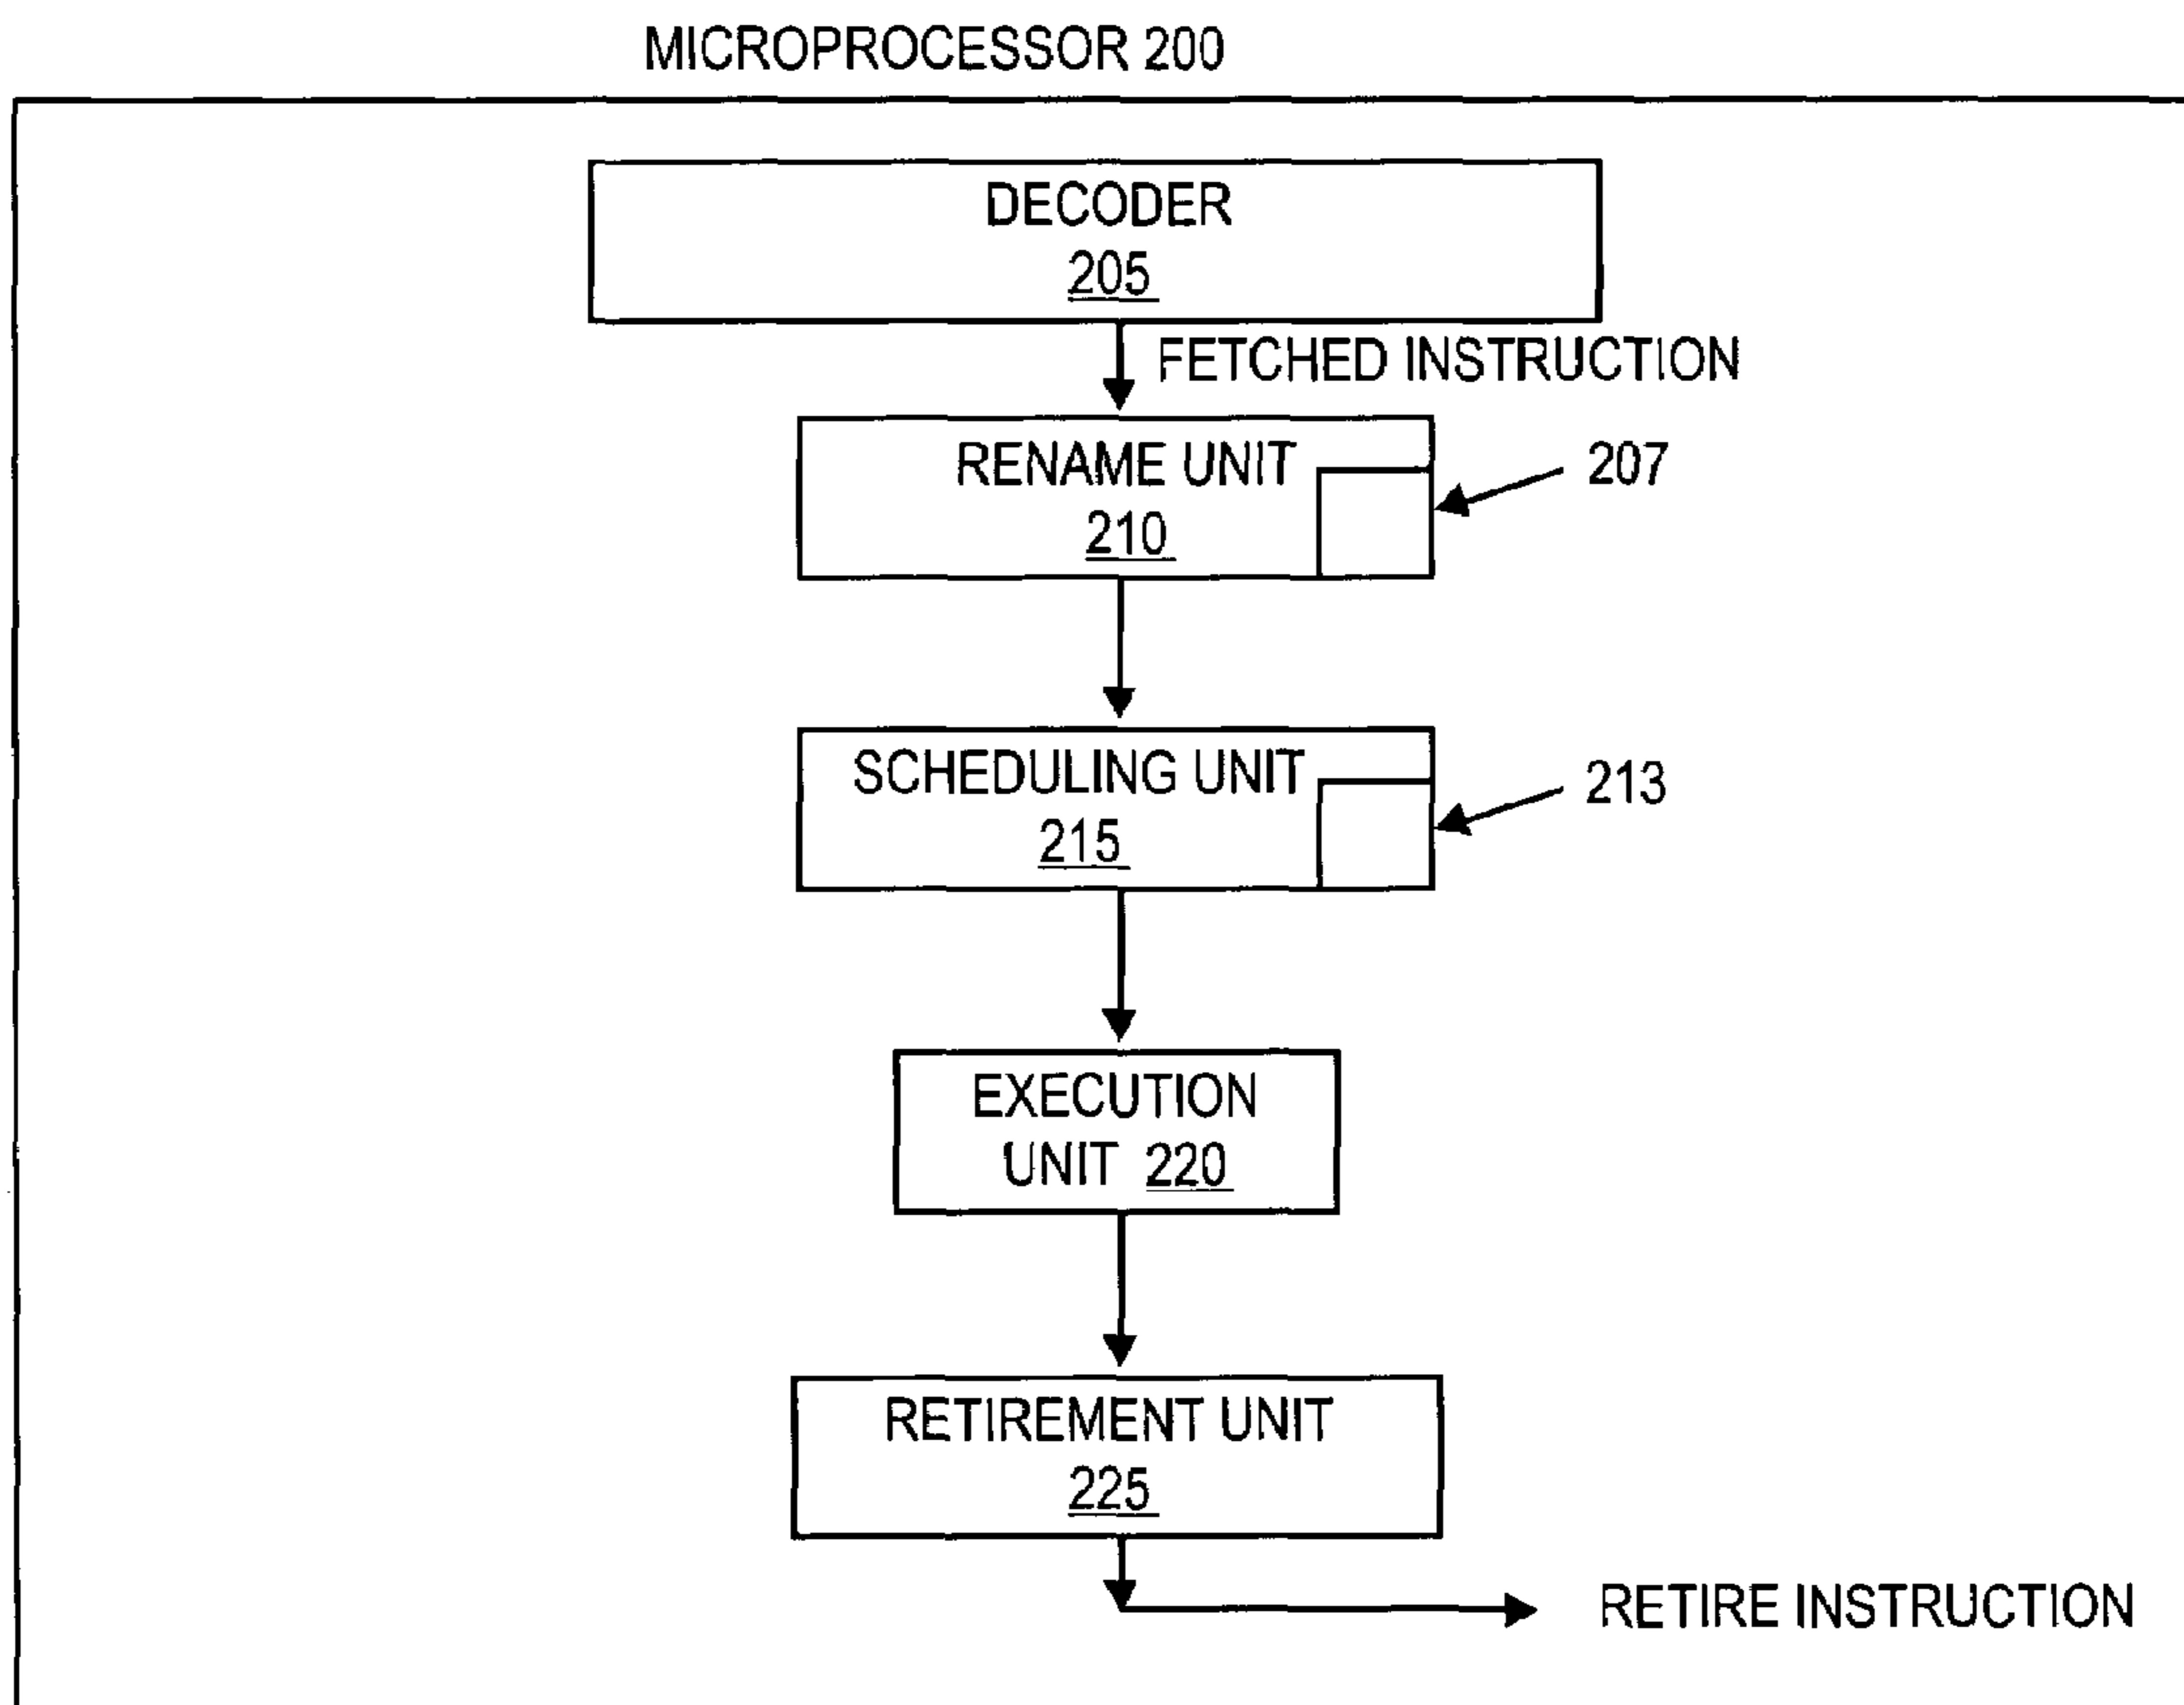 MICROPROCESSOR 200
DECODER
205
FETCHED INSTRUCTION
RENAME UNIT
210
207
SCHEDULING UNIT
215
213
EXECUTION
UNIT 220
RETIREMENT UNIT
225
RETIRE INSTRUCTION